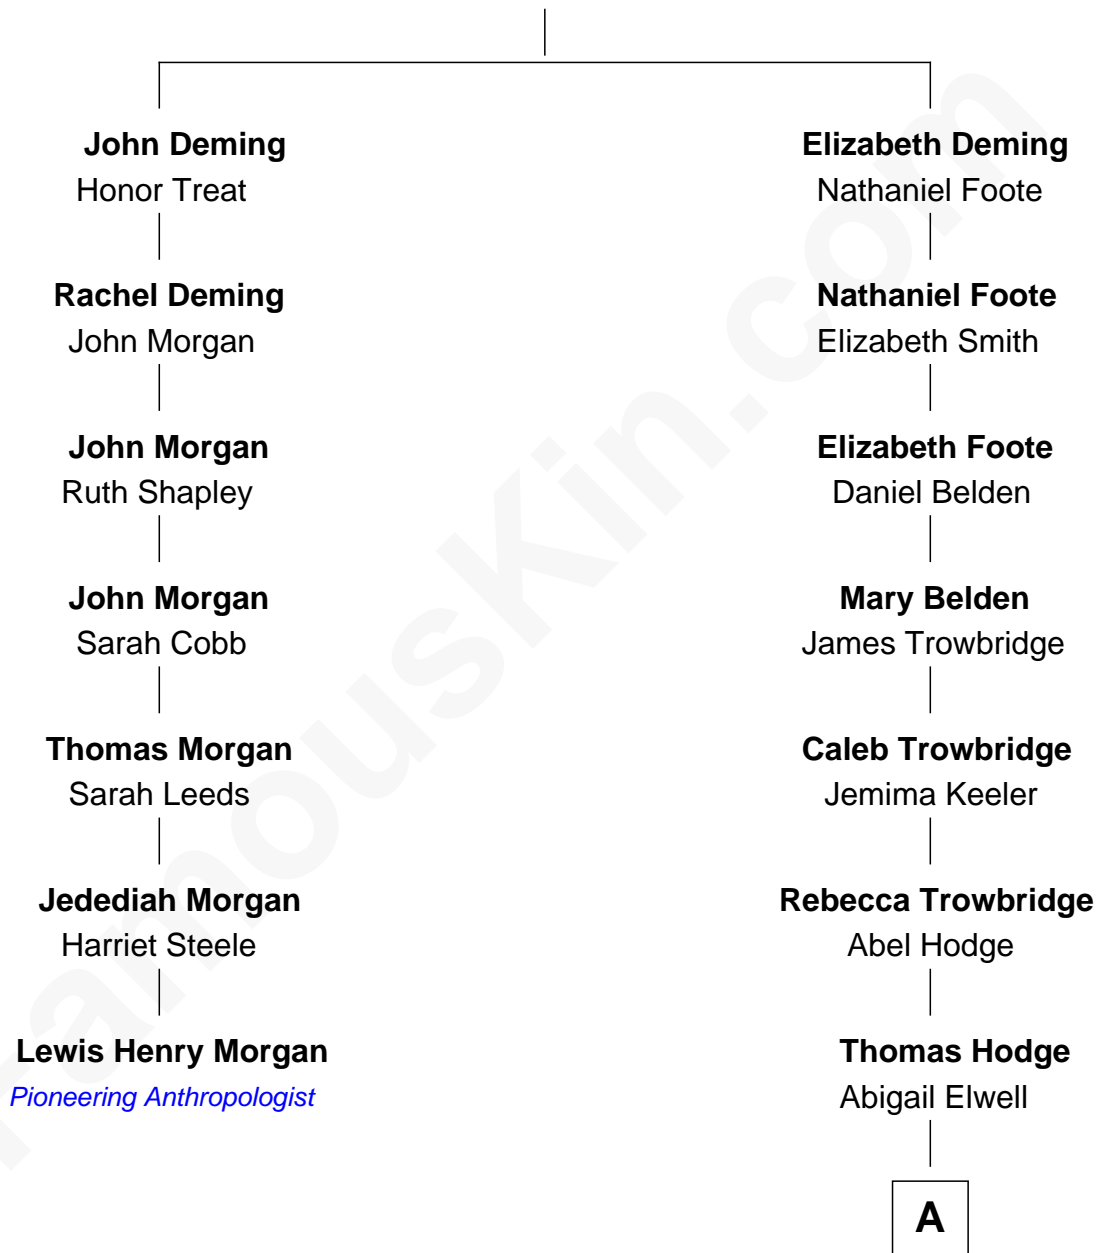 John Deming
Honor Treat
Rachel Deming
John Morgan
John Morgan
Ruth Shapley
John Morgan
Sarah Cobb
Thomas Morgan
Sarah Leeds
Jedediah Morgan
Harriet Steele
Lewis Henry Morgan
Pioneering Anthropologist
Elizabeth Deming
Nathaniel Foote
Nathaniel Foote
Elizabeth Smith
Elizabeth Foote
Daniel Belden
Mary Belden
James Trowbridge
Caleb Trowbridge
Jemima Keeler
Rebecca Trowbridge
Abel Hodge
Thomas Hodge
Abigail Elwell
A
FamousKin.com